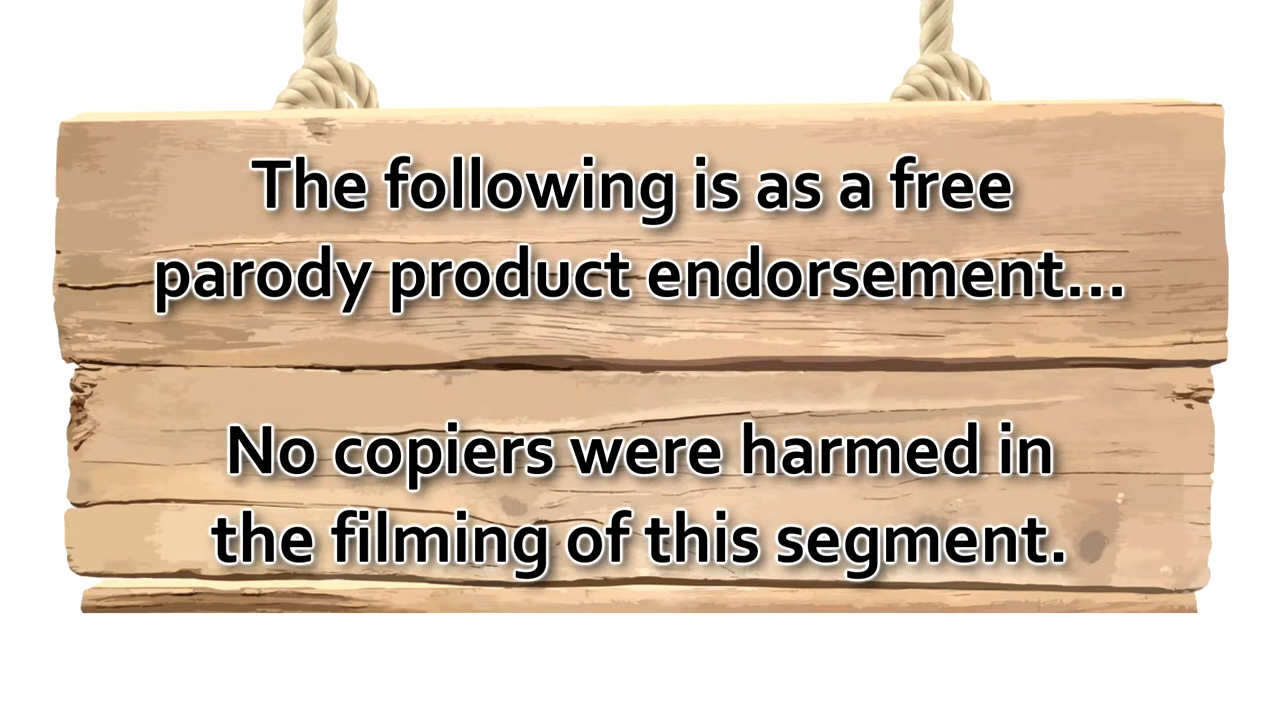 The following is as a free
parody product endorsement...
No copiers were harmed in
the filming of this segment.